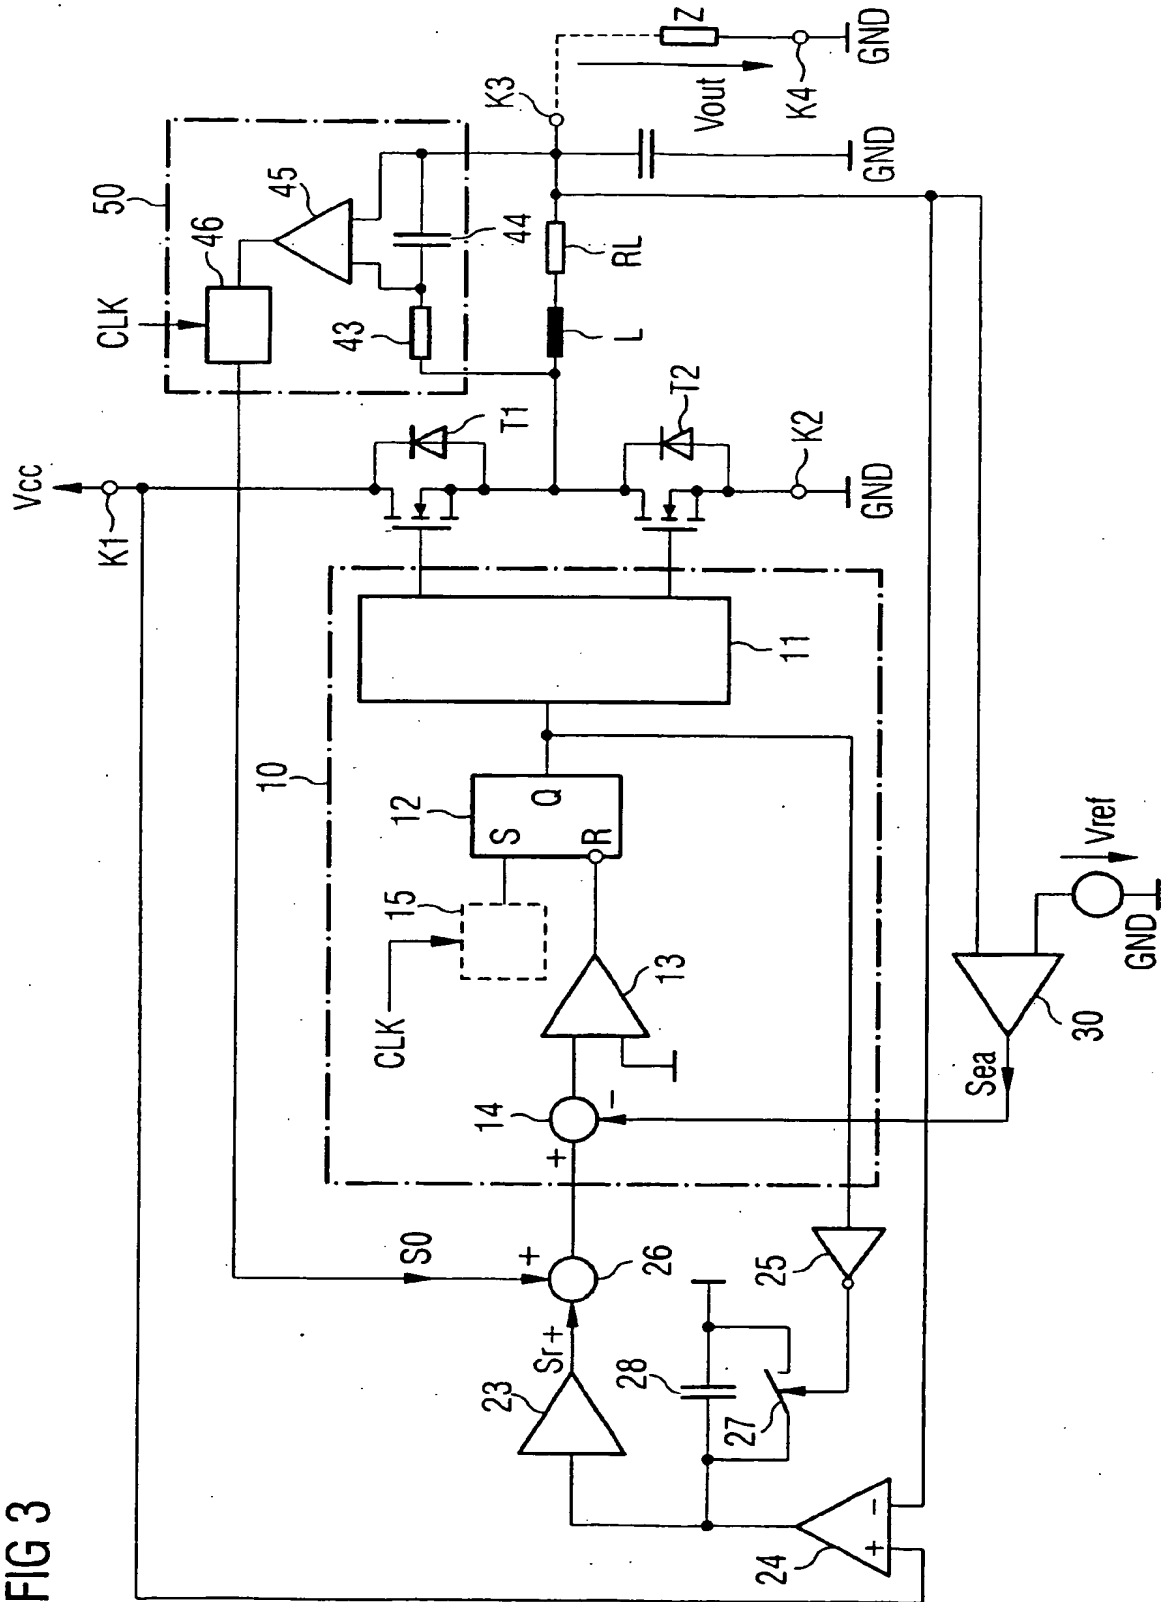 FIG 3
Vcc
K1
CLK
46
50
45
44
43
K3
Z
Vout
K4
GND
GND
RL
L
T1
T2
K2
GND
10
11
12
S
Q
R
15
CLK
13
14
+
-
S0
+
26
Sr+
23
28
27
25
24
+
-
Sea
30
Vref
GND